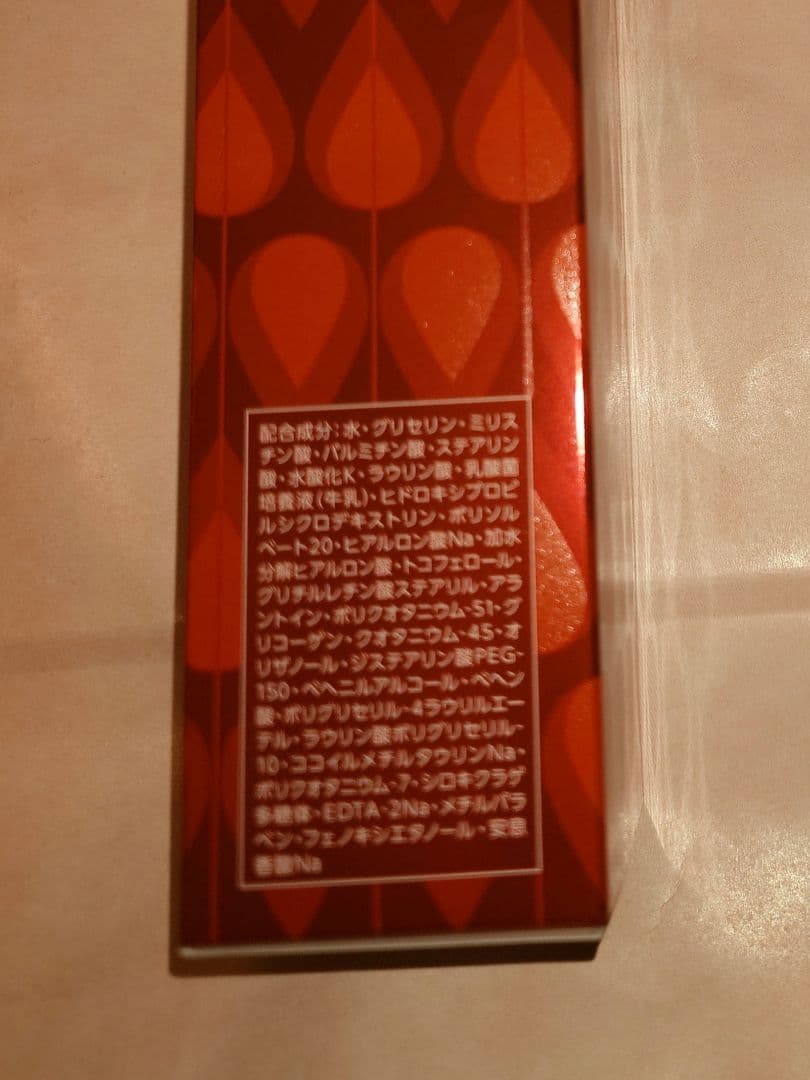 配合成分:水・グリセリン・ミリス
チン酸・パルミチン酸・ステアリン
酸・水酸化K・ラウリン酸・乳酸菌
培養液(牛乳)・ヒドロキシプロピ
ルシクロデキストリン・ポリソル
ベート20・ヒアルロン酸Na・加水
分解ヒアルロン酸・トコフェロール・
グリチルレチン酸ステアリル・アラ
ントイン・ポリクオタニウム-51・グ
リコーゲン・クオタニウム-45・オ
リザノール・ジステアリン酸PEG-
150・ベヘニルアルコール・ベヘン
酸・ポリグリセリル-4ラウリルエー
テル・ラウリン酸ポリグリセリル-
10・ココイルメチルタウリンNa・
ポリクオタニウム-7・シロキクラゲ
多糖体・EDTA-2Na・メチルパラ
ベン・フェノキシエタノール・安息
香酸Na